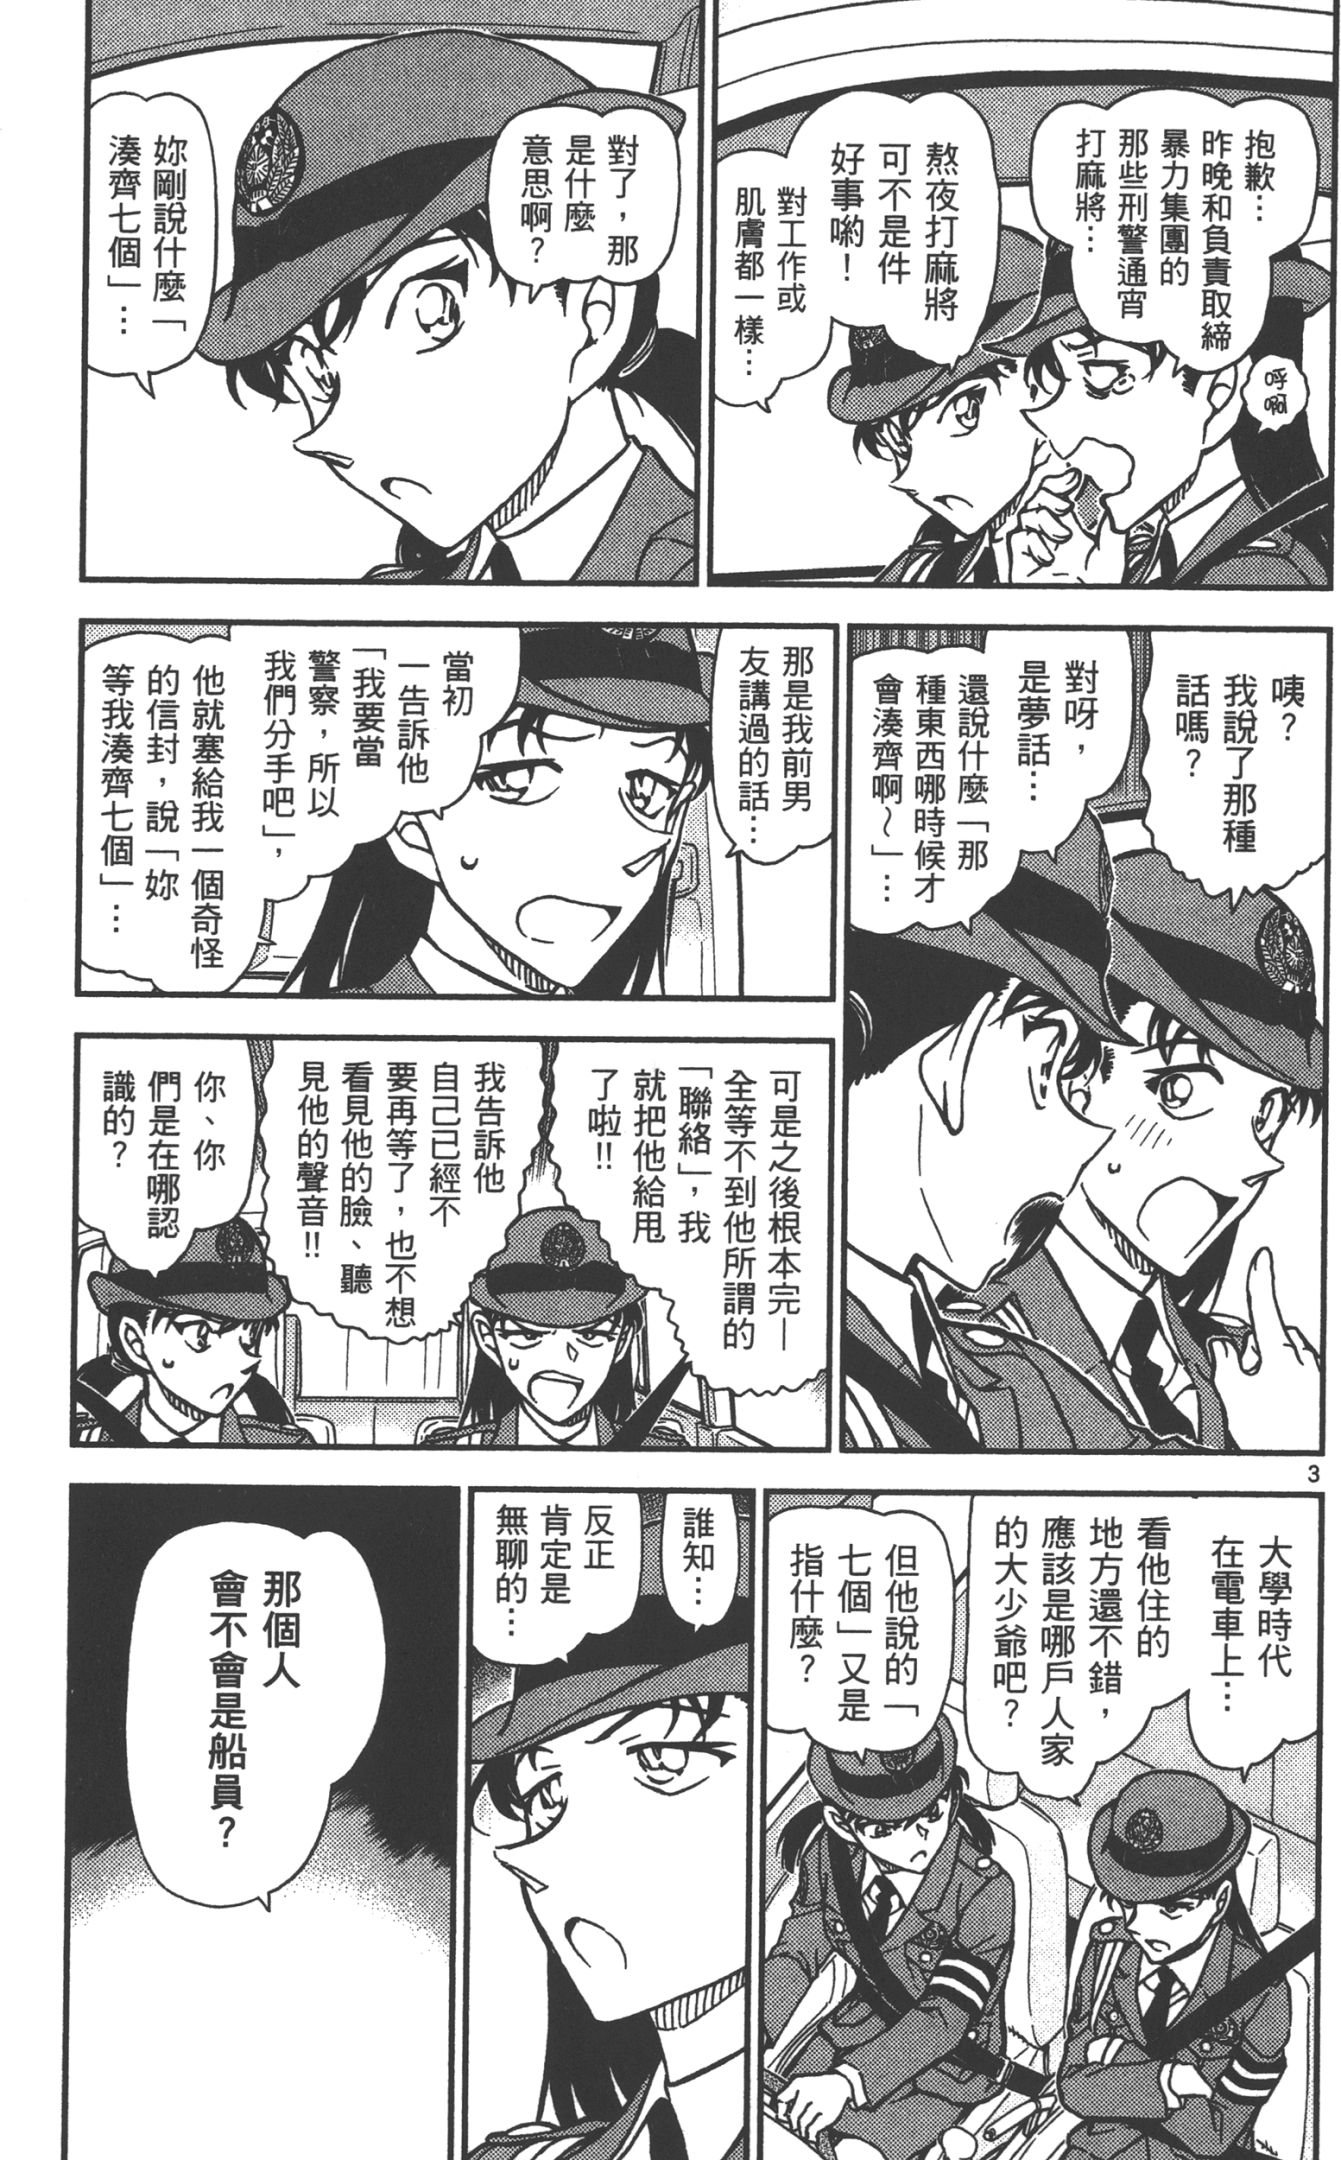 抱歉…
昨晚和負責取締
暴力集團的
那些刑警通宵
打麻將…
呼啊
熬夜打麻將
可不是件
好事喲！
對工作或
肌膚都一樣…
對了，那
是什麼
意思啊？
妳剛說什麼「
湊齊七個」…
咦？
我說了那種
話嗎？
對呀，
是夢話…
還說什麼「那
種東西哪時候才
會湊齊啊～」…
那是我前男
友講過的話…
當初
一告訴他
「我要當
警察，所以
我們分手吧」，
他就塞給我一個奇怪
的信封，說「妳
等我湊齊七個」…
可是之後根本完—
全等不到他所謂的
「聯絡」，我
就把他給甩
了啦!!
我告訴他
自己已經不
要再等了，也不想
看見他的臉、聽
見他的聲音!!
你、你
們是在哪認
識的？
3
大學時代
在電車上…
看他住的
地方還不錯，
應該是哪戶人家
的大少爺吧？
但他說的「
七個」又是
指什麼？
誰知…
反正
肯定是
無聊的…
那個人
會不會是船員？